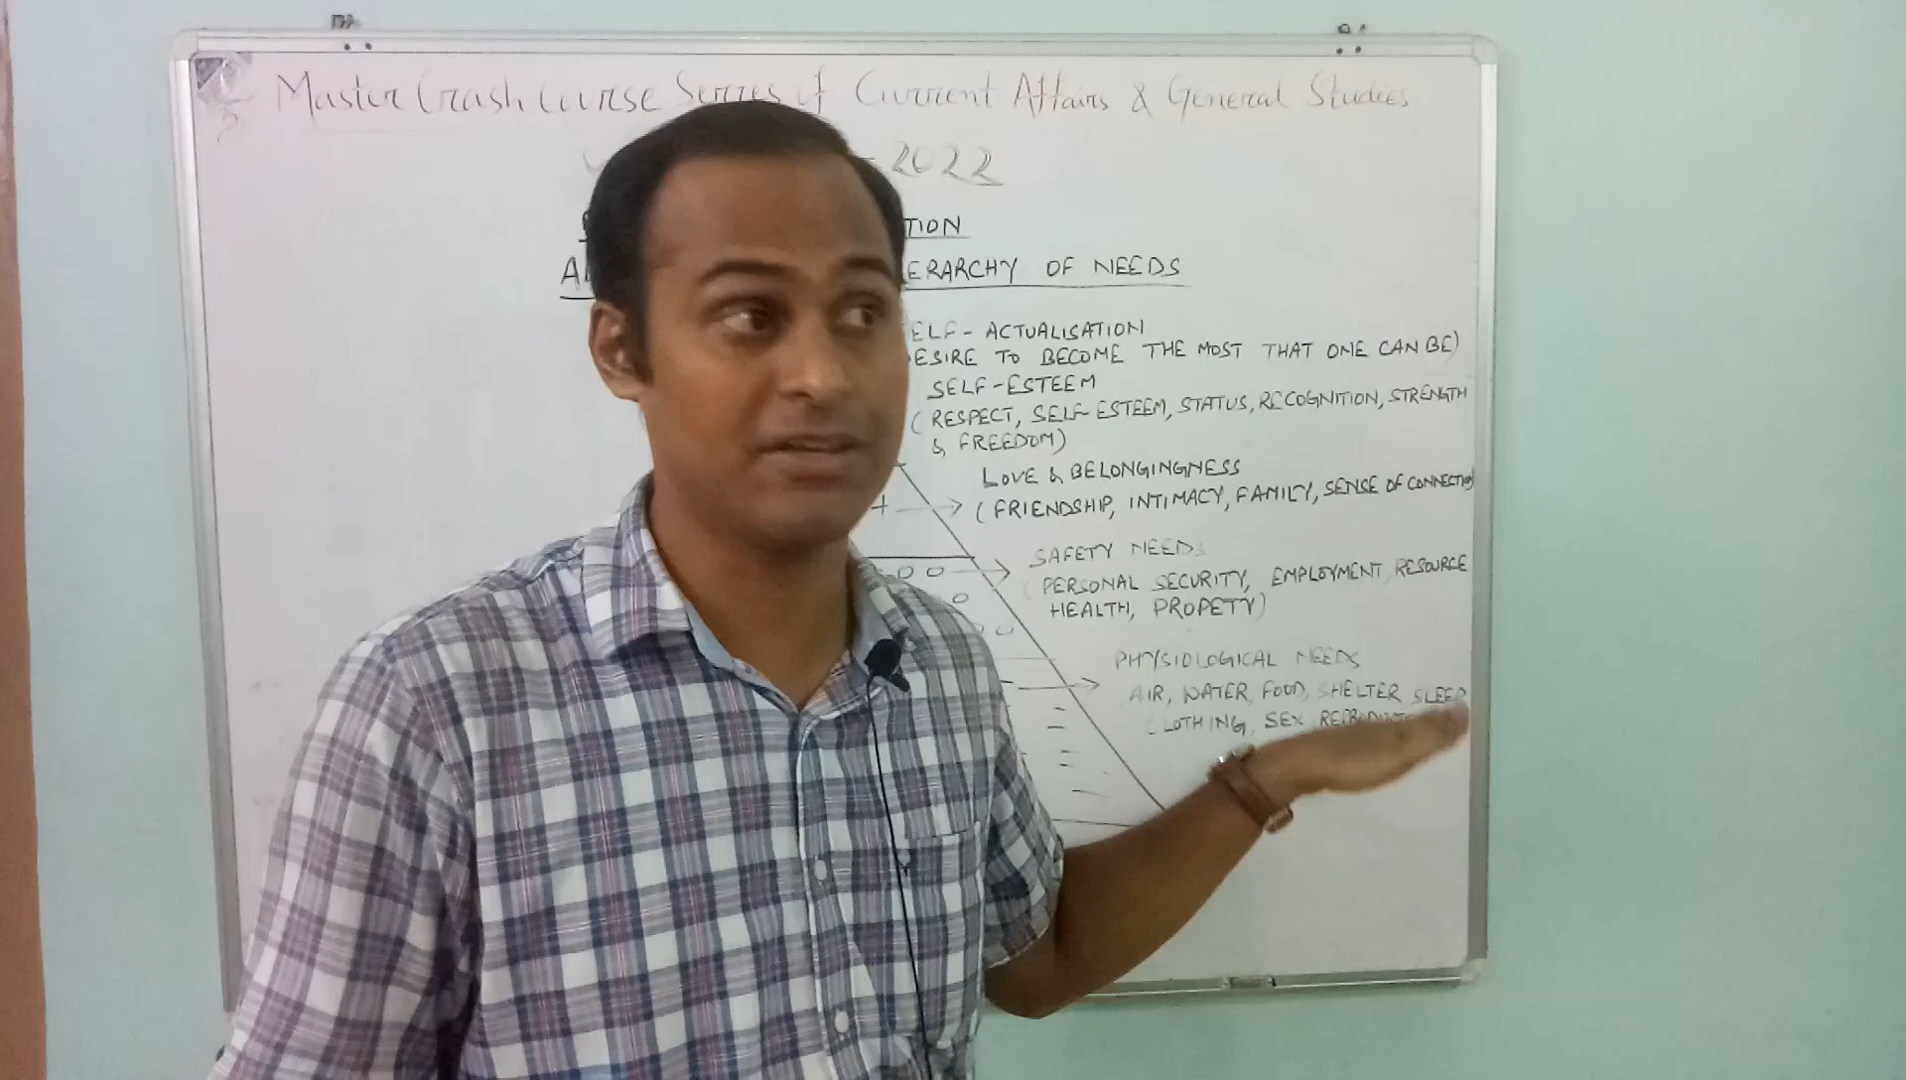 Master Crash Course Series of Current Affairs & General Studies
- 2022
TION
ERARCHY OF NEEDS
ELF - ACTUALISATION
ESIRE TO BECOME THE MOST THAT ONE CAN BE)
SELF-ESTEEM
(RESPECT, SELF ESTEEM, STATUS, RECOGNITION, STRENGTH
& FREEDOM)
LOVE & BELONGINGNESS
(FRIENDSHIP, INTIMACY, FAMILY, SENSE OF CONNECTION)
SAFETY NEEDS
(PERSONAL SECURITY, EMPLOYMENT, RESOURCE
HEALTH, PROPETY)
PHYSIOLOGICAL NEEDS
AIR, WATER, FOOD, SHELTER SLEEP
CLOTHING, SEX